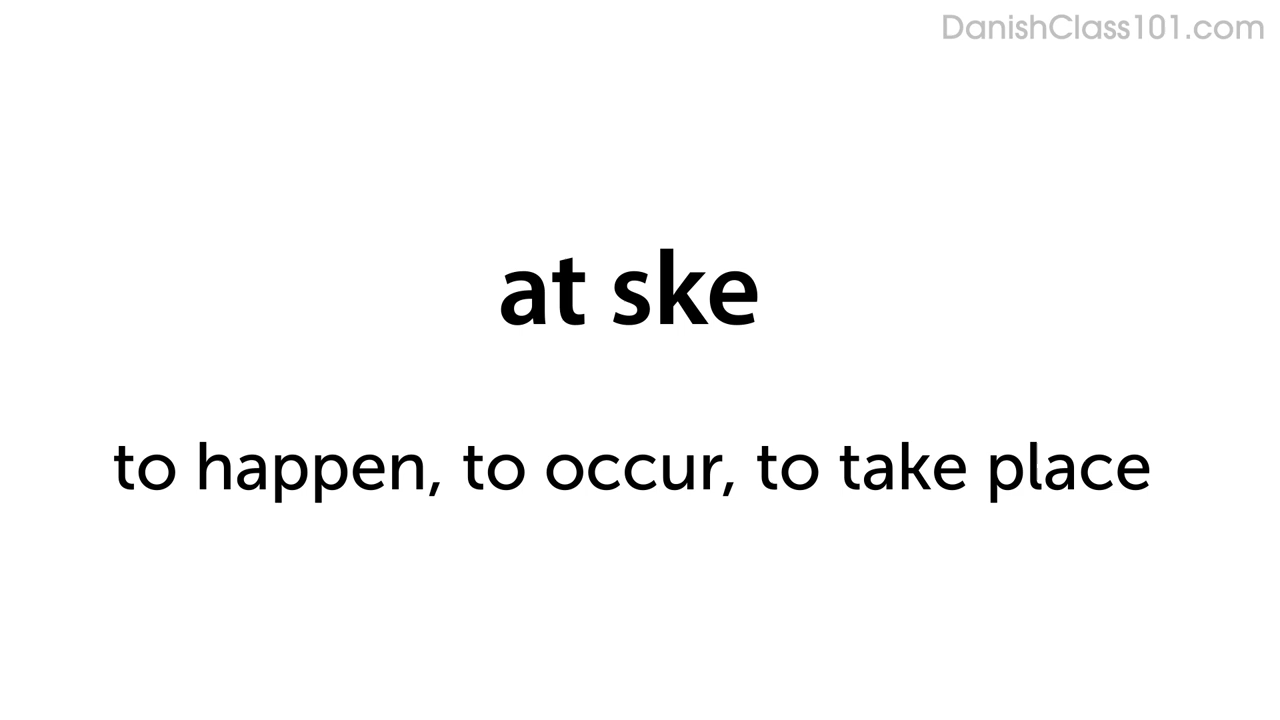 DanishClass101.com
at ske
to happen, to occur, to take place